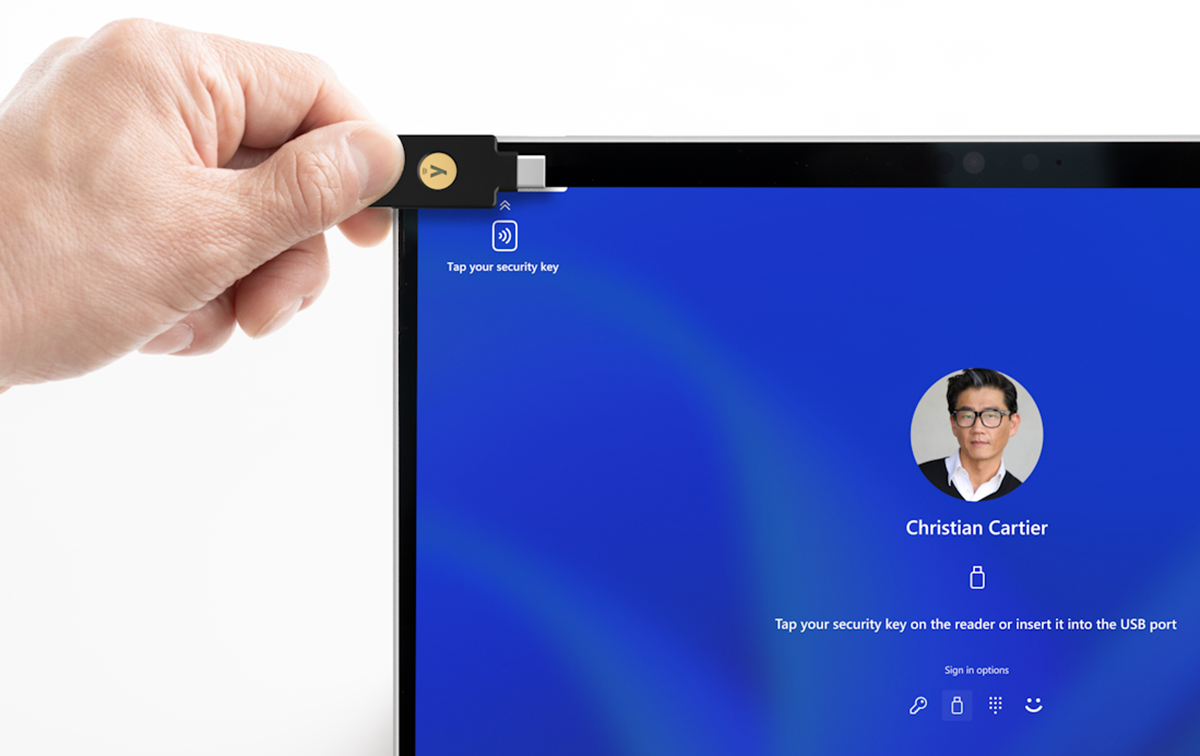 y
Tap your security key
Christian Cartier
Tap your security key on the reader or insert it into the USB port
Sign in options